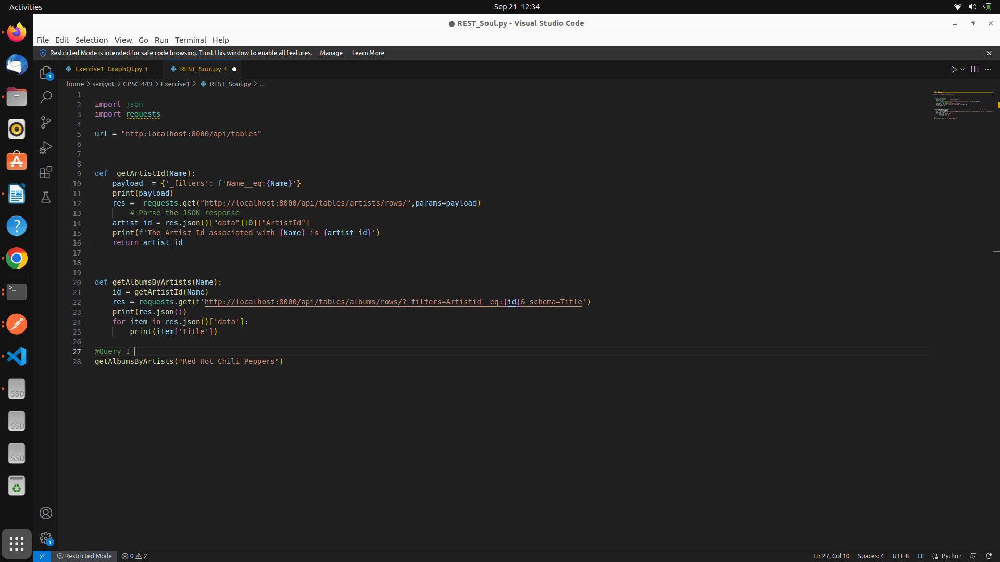 Activities
Sep 21 12:34
● REST_Soul.py - Visual Studio Code
File Edit Selection View Go Run Terminal Help
Restricted Mode is intended for safe code browsing. Trust this window to enable all features. Manage Learn More
Exercise1_GraphQl.py 1 REST_Soul.py 1
home > sanjyot > CPSC-449 > Exercise1 > REST_Soul.py > ...
1
2 import json
3 import requests
4
5 url = "http:localhost:8000/api/tables"
6
7
8
9 def  getArtistId(Name):
10     payload  = {'_filters': f'Name__eq:{Name}'}
11     print(payload)
12     res =  requests.get("http://localhost:8000/api/tables/artists/rows/",params=payload)
13         # Parse the JSON response
14     artist_id = res.json()["data"][0]["ArtistId"]
15     print(f'The Artist Id associated with {Name} is {artist_id}')
16     return artist_id
17
18
19
20 def getAlbumsByArtists(Name):
21     id = getArtistId(Name)
22     res = requests.get(f'http://localhost:8000/api/tables/albums/rows/?_filters=Artistid__eq:{id}&_schema=Title')
23     print(res.json())
24     for item in res.json()['data']:
25         print(item['Title'])
26
27 #Query 1
28 getAlbumsByArtists("Red Hot Chili Peppers")
1
SSD
SSD
SSD
1
Restricted Mode 0 2 Ln 27, Col 10 Spaces: 4 UTF-8 LF Python